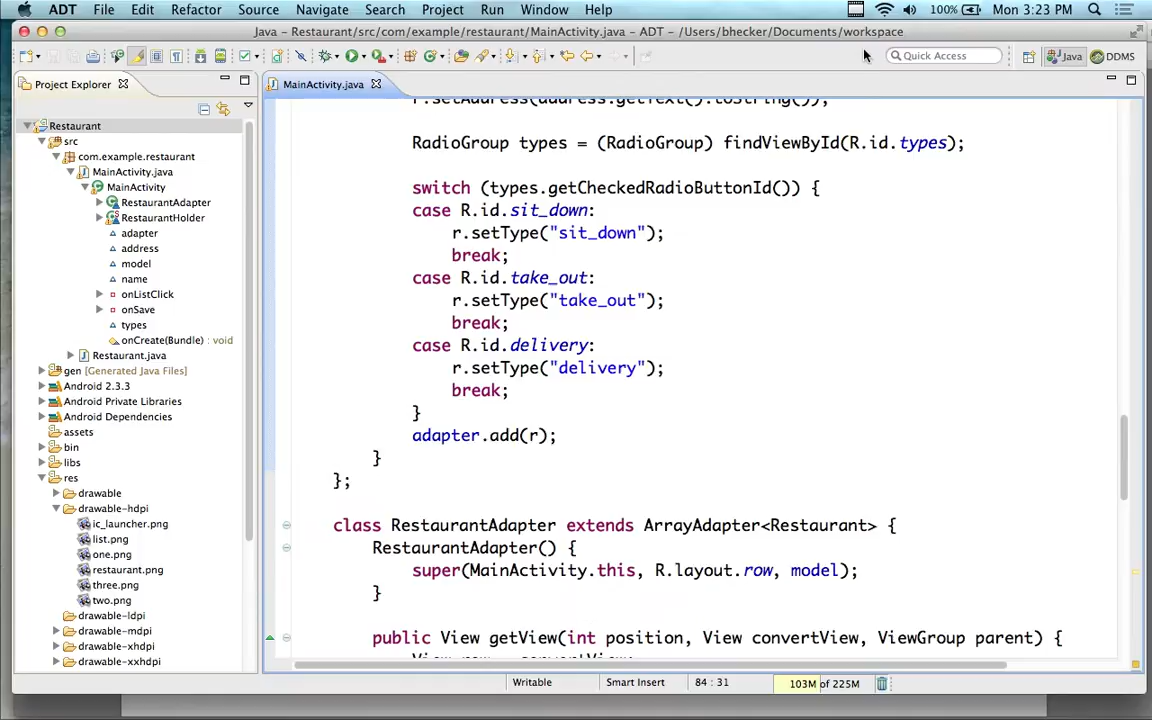 ADT File Edit Refactor Source Navigate Search Project Run Window Help 100% Mon 3:23 PM
Java - Restaurant/src/com/example/restaurant/MainActivity.java - ADT - /Users/bhecker/Documents/workspace
Quick Access Java DDMS
Project Explorer
MainActivity.java
Restaurant
src
com.example.restaurant
MainActivity.java
MainActivity
RestaurantAdapter
RestaurantHolder
adapter
address
model
name
onListClick
onSave
types
onCreate(Bundle) : void
Restaurant.java
gen [Generated Java Files]
Android 2.3.3
Android Private Libraries
Android Dependencies
assets
bin
libs
res
drawable
drawable-hdpi
ic_launcher.png
list.png
one.png
restaurant.png
three.png
two.png
drawable-ldpi
drawable-mdpi
drawable-xhdpi
drawable-xxhdpi
r.setAddress(address.getText().toString());
RadioGroup types = (RadioGroup) findViewById(R.id.types);
switch (types.getCheckedRadioButtonId()) {
case R.id.sit_down:
r.setType("sit_down");
break;
case R.id.take_out:
r.setType("take_out");
break;
case R.id.delivery:
r.setType("delivery");
break;
}
adapter.add(r);
}
};
class RestaurantAdapter extends ArrayAdapter<Restaurant> {
RestaurantAdapter() {
super(MainActivity.this, R.layout.row, model);
}
public View getView(int position, View convertView, ViewGroup parent) {
View row = convertView;
Writable Smart Insert 84 : 31 103M of 225M